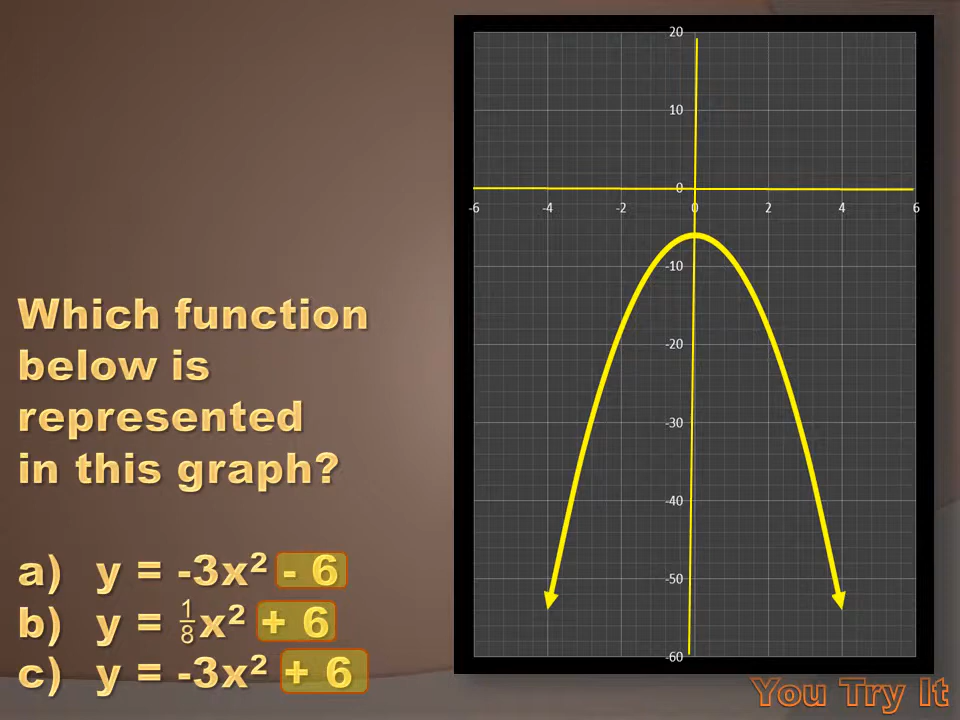 20
10
0
-6 -4 -2 0 2 4 6
-10
-20
-30
-40
-50
-60
Which function
below is
represented
in this graph?
a) y = -3x² - 6
b) y = ⅛x² + 6
c) y = -3x² + 6
You Try It